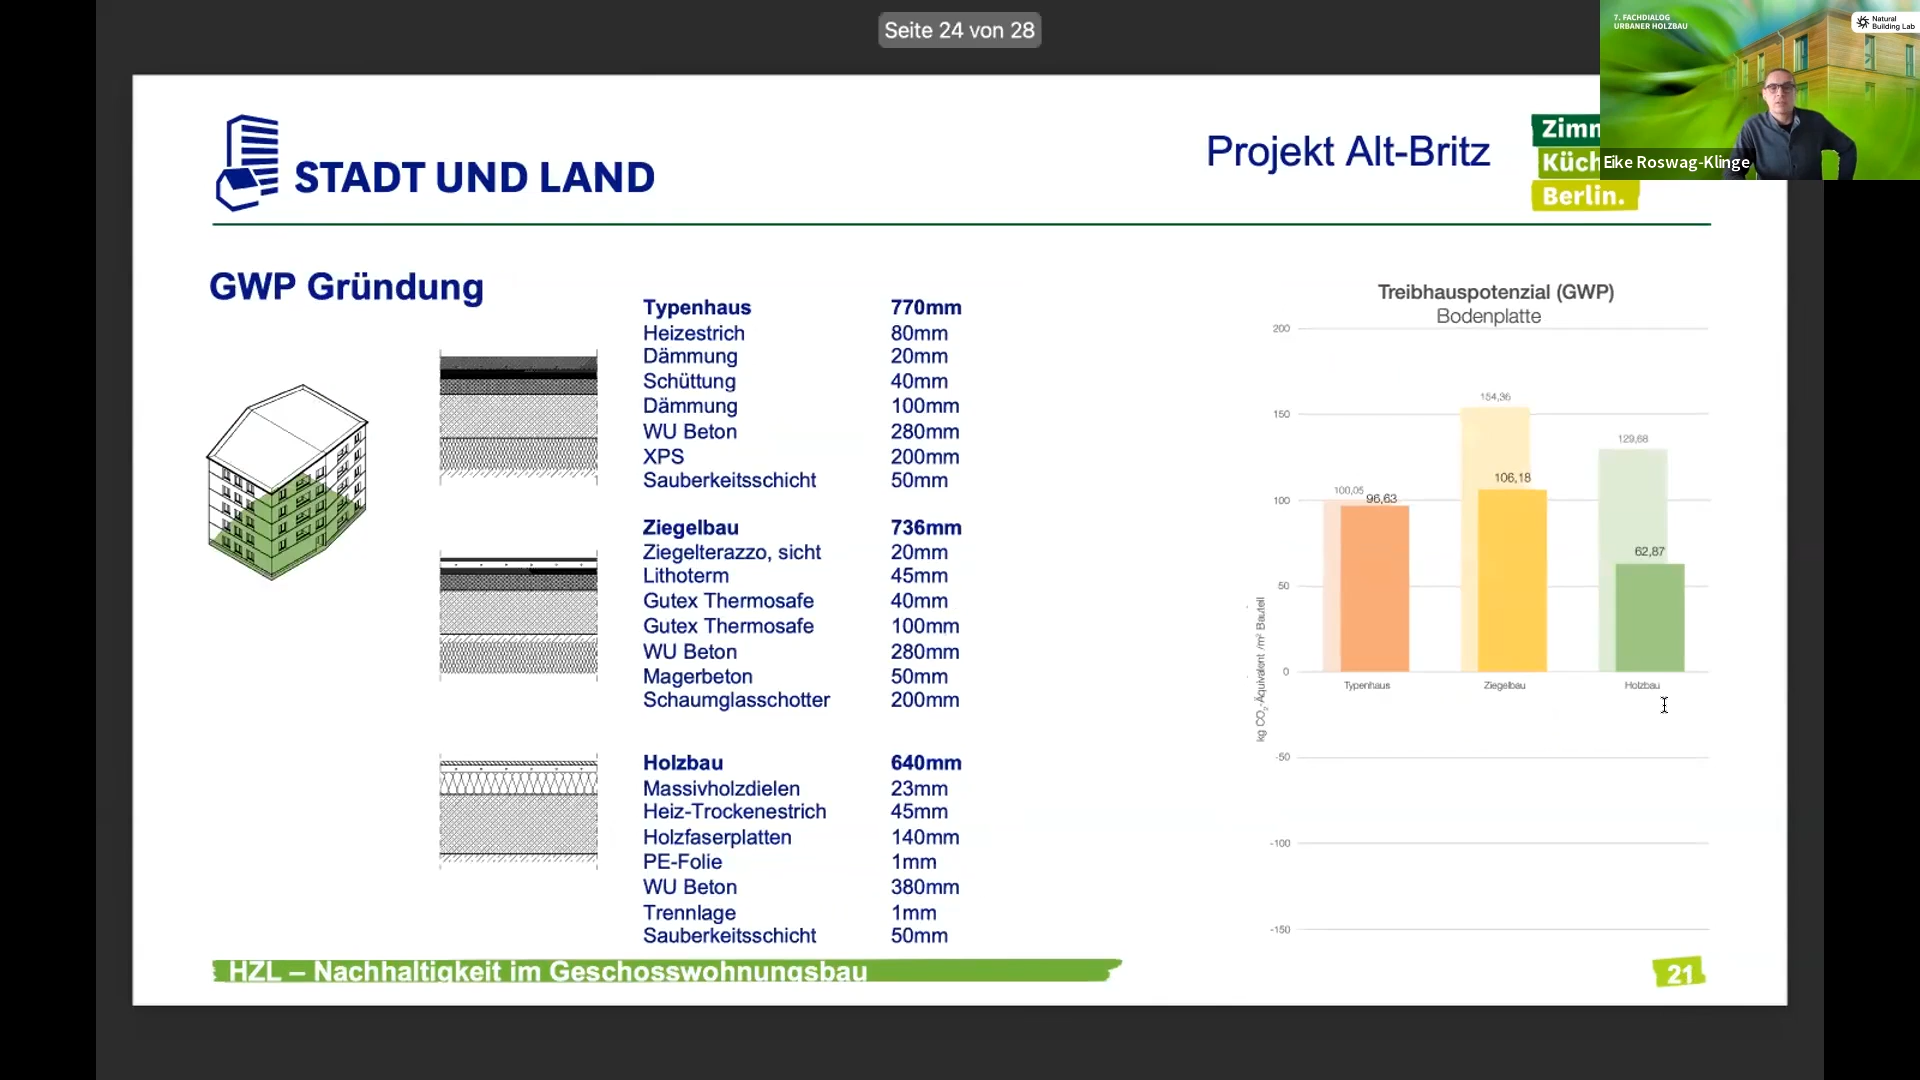 Seite 24 von 28
7. FACHDIALOG
URBANER HOLZBAU
Natural
Building Lab
Eike Roswag-Klinge
STADT UND LAND
Projekt Alt-Britz
Zimm
Küch
Berlin.
GWP Gründung
Typenhaus 770mm
Heizestrich 80mm
Dämmung 20mm
Schüttung 40mm
Dämmung 100mm
WU Beton 280mm
XPS 200mm
Sauberkeitsschicht 50mm
Ziegelbau 736mm
Ziegelterazzo, sicht 20mm
Lithoterm 45mm
Gutex Thermosafe 40mm
Gutex Thermosafe 100mm
WU Beton 280mm
Magerbeton 50mm
Schaumglasschotter 200mm
Holzbau 640mm
Massivholzdielen 23mm
Heiz-Trockenestrich 45mm
Holzfaserplatten 140mm
PE-Folie 1mm
WU Beton 380mm
Trennlage 1mm
Sauberkeitsschicht 50mm
Treibhauspotenzial (GWP)
Bodenplatte
200
150
100
50
0
-50
-100
-150
kg CO₂-Äquivalent /m² Bauteil
100,05
96,63
154,36
106,18
129,68
62,87
Typenhaus
Ziegelbau
Holzbau
HZL – Nachhaltigkeit im Geschosswohnungsbau
21